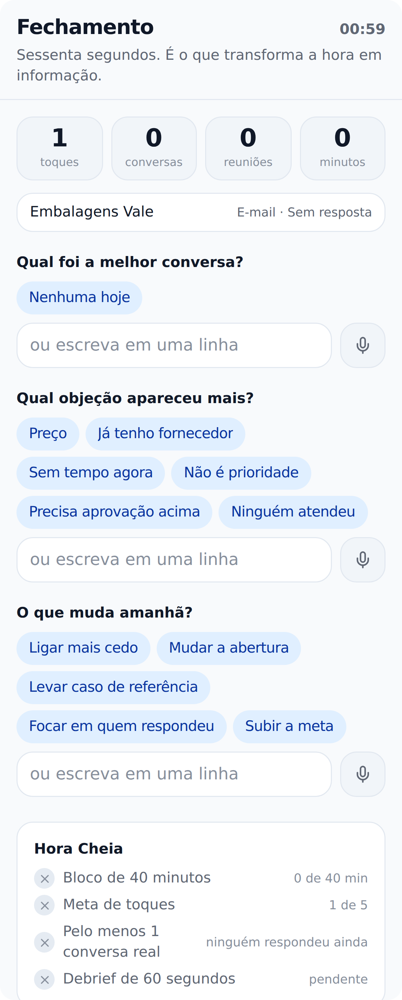 Fechamento
00:59
Sessenta segundos. É o que transforma a hora em
informação.
1
toques
0
conversas
0
reuniões
0
minutos
Embalagens Vale
E-mail · Sem resposta
Qual foi a melhor conversa?
Nenhuma hoje
ou escreva em uma linha
Qual objeção apareceu mais?
Preço
Já tenho fornecedor
Sem tempo agora
Não é prioridade
Precisa aprovação acima
Ninguém atendeu
ou escreva em uma linha
O que muda amanhã?
Ligar mais cedo
Mudar a abertura
Levar caso de referência
Focar em quem respondeu
Subir a meta
ou escreva em uma linha
Hora Cheia
Bloco de 40 minutos
0 de 40 min
Meta de toques
1 de 5
Pelo menos 1
conversa real
ninguém respondeu ainda
Debrief de 60 segundos
pendente